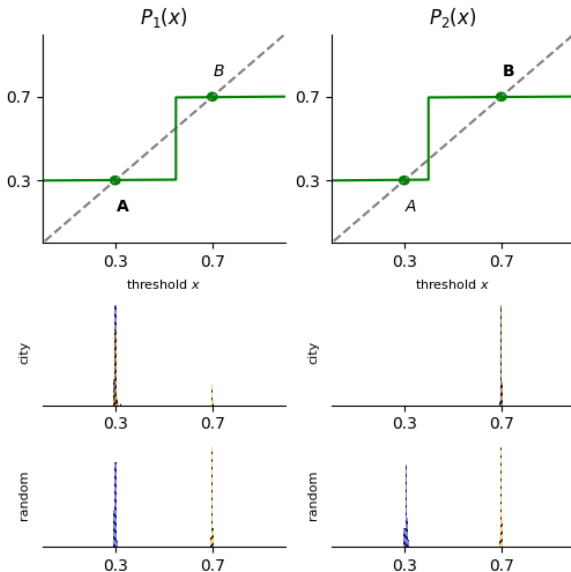 P₁(x)
P₂(x)
B
0.7
A
0.3
0.3
0.7
threshold x
B
0.7
A
0.3
0.3
0.7
threshold x
city
0.3
0.7
city
0.3
0.7
random
0.3
0.7
random
0.3
0.7